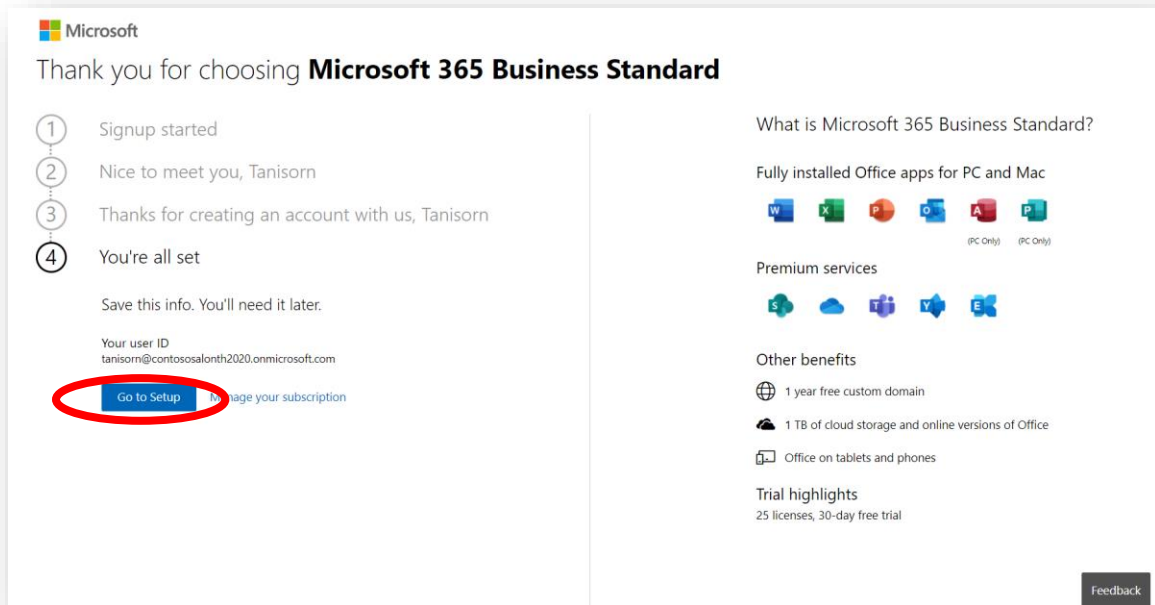 Microsoft
Thank you for choosing Microsoft 365 Business Standard
1 Signup started
2 Nice to meet you, Tanisorn
3 Thanks for creating an account with us, Tanisorn
4 You're all set
Save this info. You'll need it later.
Your user ID
tanisorn@contososalonth2020.onmicrosoft.com
Go to Setup
Manage your subscription
What is Microsoft 365 Business Standard?
Fully installed Office apps for PC and Mac
W X P O A P
(PC Only) (PC Only)
Premium services
S T Y E
Other benefits
1 year free custom domain
1 TB of cloud storage and online versions of Office
Office on tablets and phones
Trial highlights
25 licenses, 30-day free trial
Feedback